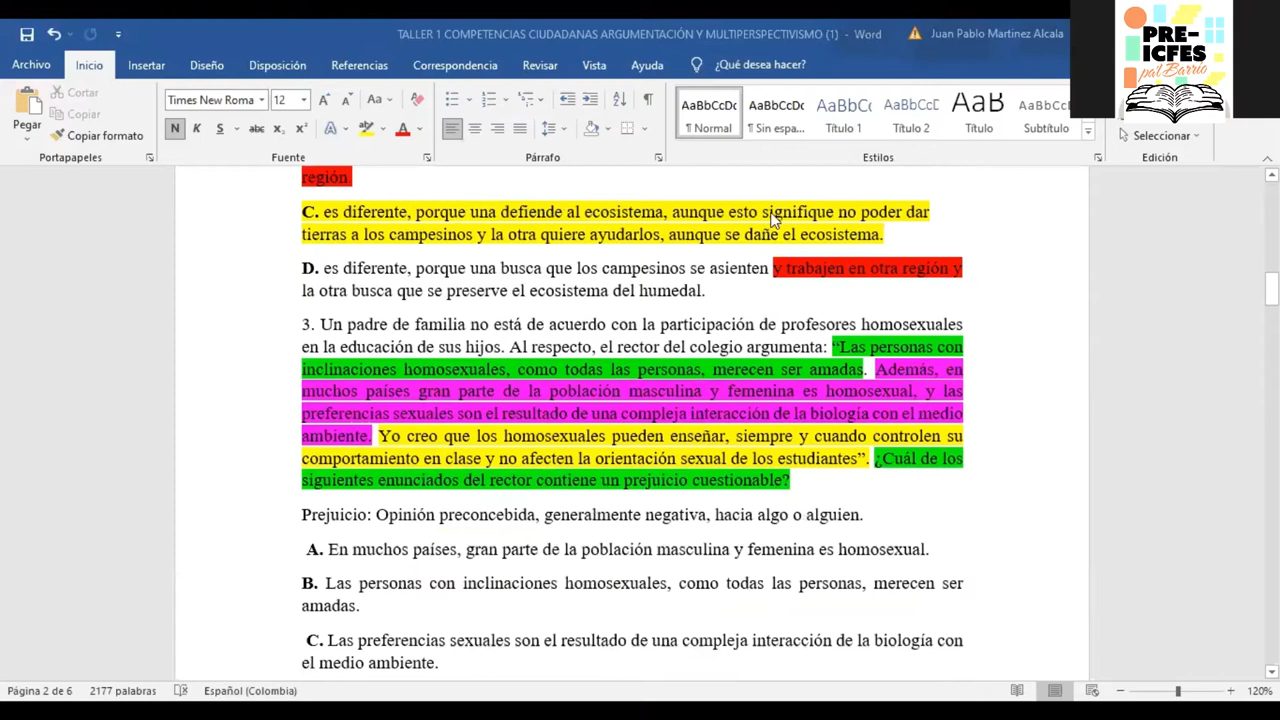 TALLER 1 COMPETENCIAS CIUDADANAS ARGUMENTACIÓN Y MULTIPERSPECTIVISMO (1) - Word
Juan Pablo Martinez Alcala
PRE-
ICFES
pal Barrio
Archivo Inicio Insertar Diseño Disposición Referencias Correspondencia Revisar Vista Ayuda ¿Qué desea hacer?
Pegar
Cortar
Copiar
Copiar formato
Portapapeles
Times New Roma 12 Aa
N K S abc x₂ x² A A
Fuente
Párrafo
AaBbCcDc AaBbCcDc AaBbC AaBbCcD AaB AaBbCcD
¶ Normal ¶ Sin espa... Título 1 Título 2 Título Subtítulo
Estilos
Seleccionar
Edición
región.
C. es diferente, porque una defiende al ecosistema, aunque esto signifique no poder dar
tierras a los campesinos y la otra quiere ayudarlos, aunque se dañe el ecosistema.
D. es diferente, porque una busca que los campesinos se asienten y trabajen en otra región y
la otra busca que se preserve el ecosistema del humedal.
3. Un padre de familia no está de acuerdo con la participación de profesores homosexuales
en la educación de sus hijos. Al respecto, el rector del colegio argumenta: “Las personas con
inclinaciones homosexuales, como todas las personas, merecen ser amadas. Además, en
muchos países gran parte de la población masculina y femenina es homosexual, y las
preferencias sexuales son el resultado de una compleja interacción de la biología con el medio
ambiente. Yo creo que los homosexuales pueden enseñar, siempre y cuando controlen su
comportamiento en clase y no afecten la orientación sexual de los estudiantes”. ¿Cuál de los
siguientes enunciados del rector contiene un prejuicio cuestionable?
Prejuicio: Opinión preconcebida, generalmente negativa, hacia algo o alguien.
A. En muchos países, gran parte de la población masculina y femenina es homosexual.
B. Las personas con inclinaciones homosexuales, como todas las personas, merecen ser
amadas.
C. Las preferencias sexuales son el resultado de una compleja interacción de la biología con
el medio ambiente.
Página 2 de 6 2177 palabras Español (Colombia) 120%